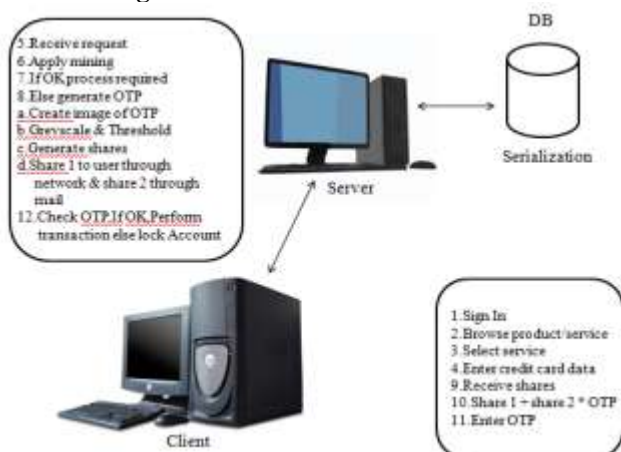 DB
5.Receive request
6.Apply mining
7.If OK process required
8.Else generate OTP
a.Create image of OTP
b.Greyscale & Threshold
c.Generate shares
d.Share 1 to user through
network & share 2 through
mail
12.Check OTP.If OK,Perform
transaction else lock Account
Serialization
Server
1.Sign In
2.Browse product/service
3.Select service
4.Enter credit card data
9.Receive shares
10.Share 1 + share 2 * OTP
11.Enter OTP
Client